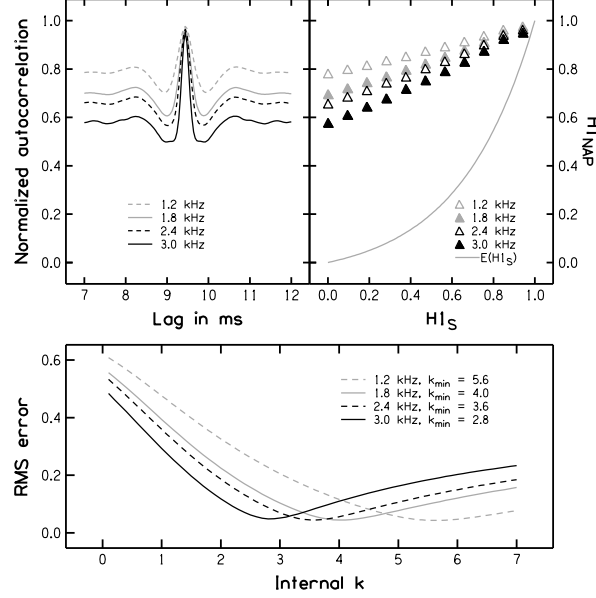 Normalized autocorrelation
1.2 kHz
1.8 kHz
2.4 kHz
3.0 kHz
7 8 9 10 11 12
Lag in ms
1.0
0.8
0.6
0.4
0.2
0.0
H1NAP
1.2 kHz
1.8 kHz
2.4 kHz
3.0 kHz
E(H1S)
0.0 0.2 0.4 0.6 0.8 1.0
H1S
1.0
0.8
0.6
0.4
0.2
0.0
RMS error
0.6
0.4
0.2
0.0
1.2 kHz, kmin = 5.6
1.8 kHz, kmin = 4.0
2.4 kHz, kmin = 3.6
3.0 kHz, kmin = 2.8
0 1 2 3 4 5 6 7
Internal k